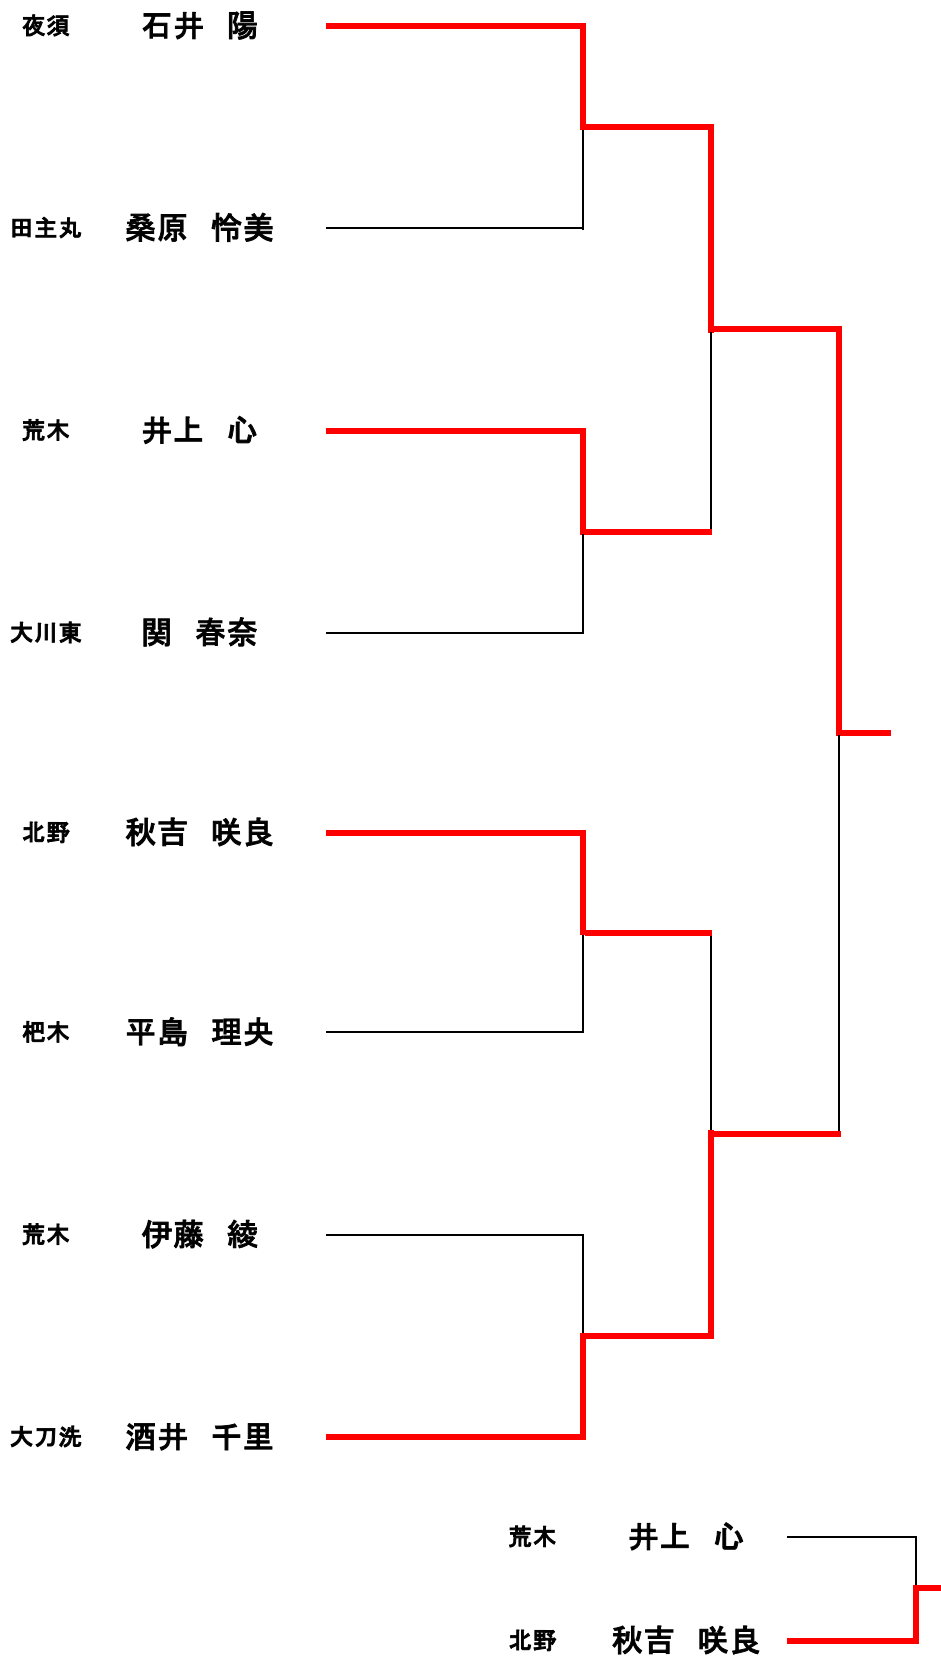 夜須 石井 陽
田主丸 桑原 怜美
荒木 井上 心
大川東 関 春奈
北野 秋吉 咲良
杷木 平島 理央
荒木 伊藤 綾
大刀洗 酒井 千里
荒木 井上 心
北野 秋吉 咲良